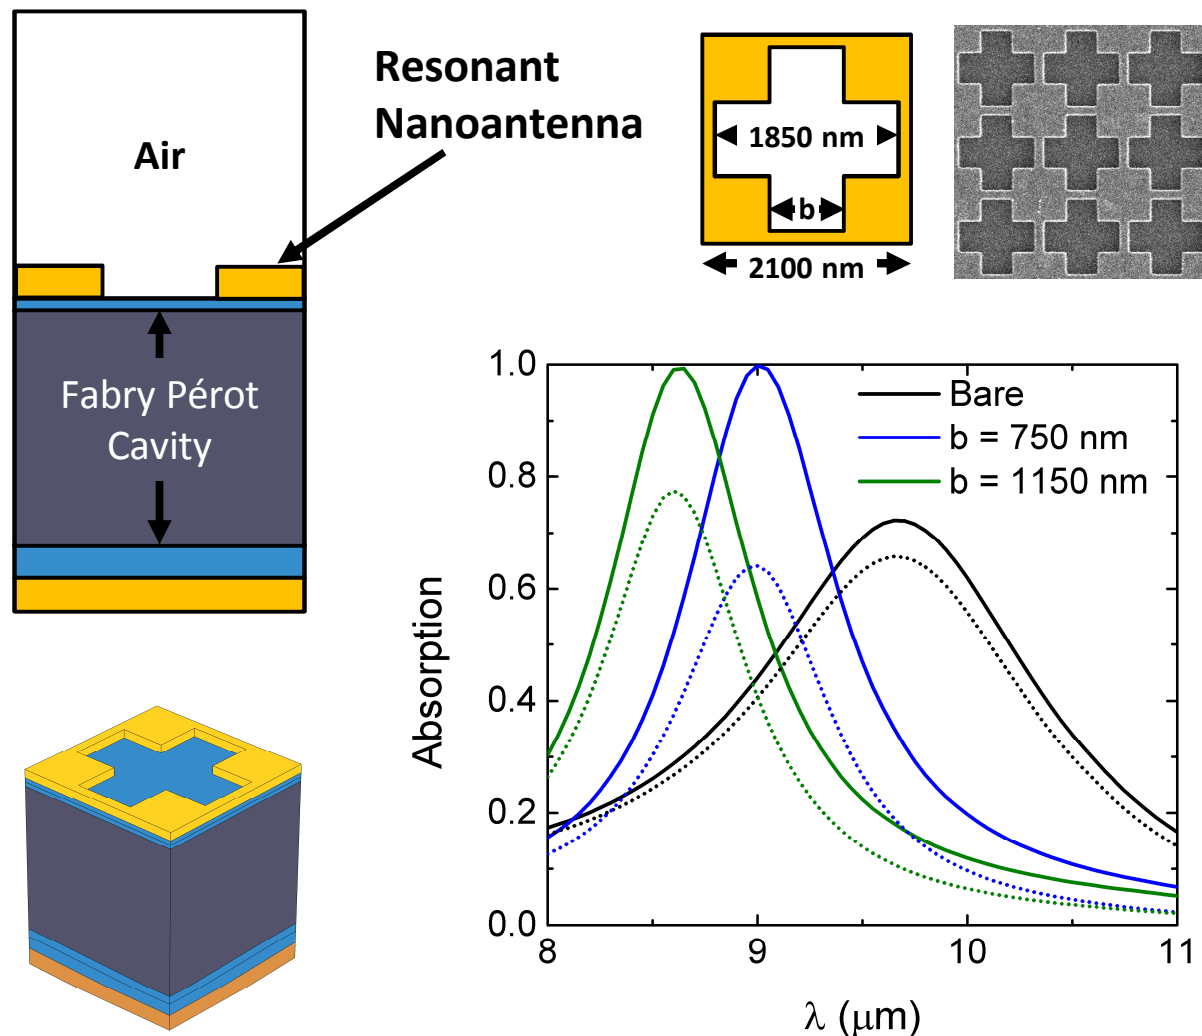 Resonant
Nanoantenna
Air
Fabry Pérot
Cavity
1850 nm
b
2100 nm
Bare
b = 750 nm
b = 1150 nm
1.0
0.8
0.6
0.4
0.2
0.0
Absorption
8
9
10
11
λ (μm)